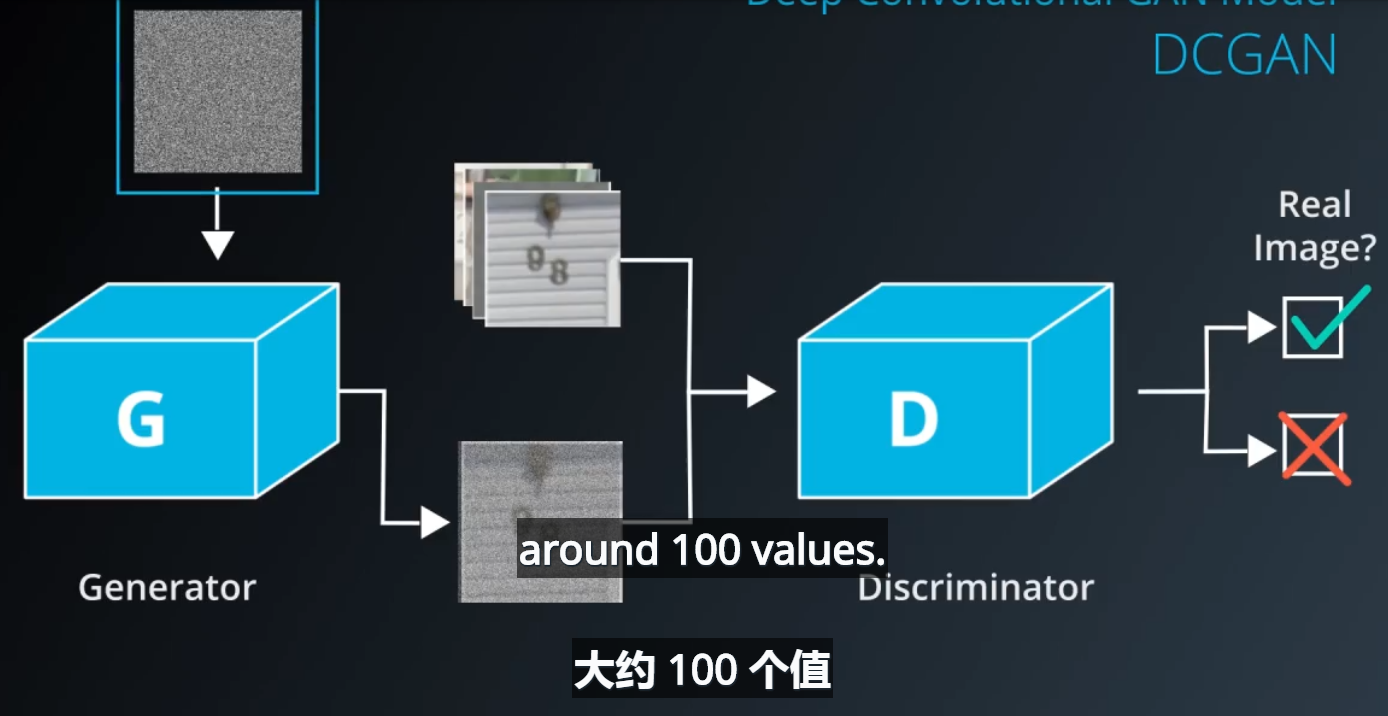 Deep Convolutional GAN Model
DCGAN
Real
Image?
98
G
D
around 100 values.
Generator
Discriminator
大约 100 个值